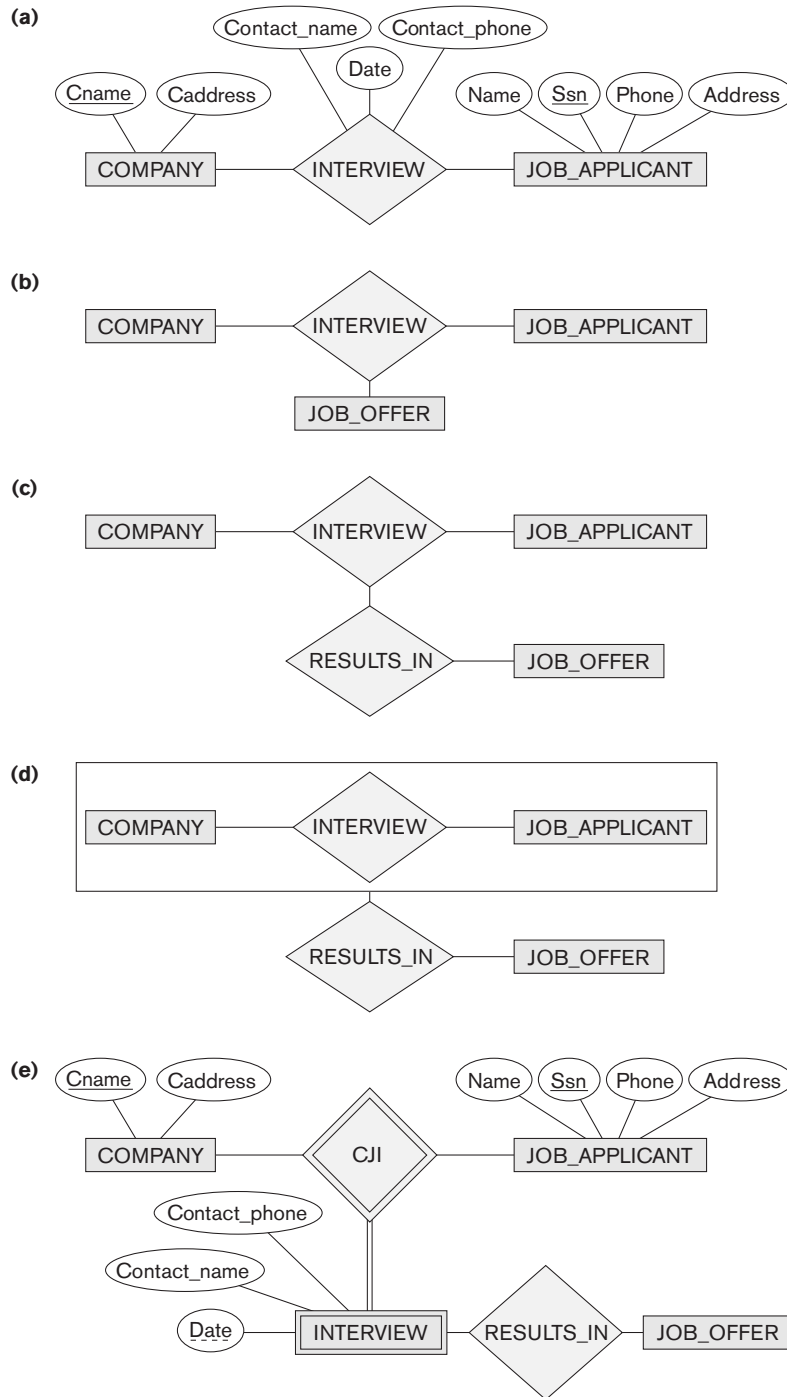 (a)
Contact_name
Contact_phone
Date
Cname
Caddress
Name
Ssn
Phone
Address
COMPANY
INTERVIEW
JOB_APPLICANT
(b)
COMPANY
INTERVIEW
JOB_APPLICANT
JOB_OFFER
(c)
COMPANY
INTERVIEW
JOB_APPLICANT
RESULTS_IN
JOB_OFFER
(d)
COMPANY
INTERVIEW
JOB_APPLICANT
RESULTS_IN
JOB_OFFER
(e)
Cname
Caddress
Name
Ssn
Phone
Address
COMPANY
CJI
JOB_APPLICANT
Contact_phone
Contact_name
Date
INTERVIEW
RESULTS_IN
JOB_OFFER